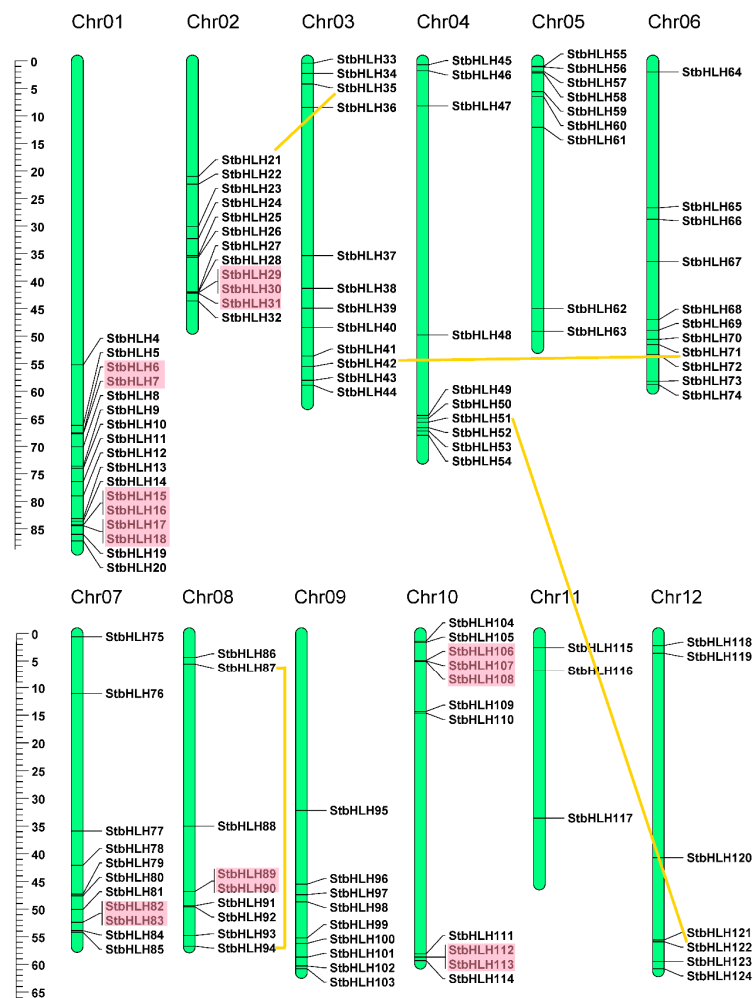 Chr01 Chr02 Chr03 Chr04 Chr05 Chr06
0
5
10
15
20
25
30
35
40
45
50
55
60
65
70
75
80
85
StbHLH4
StbHLH5
StbHLH6
StbHLH7
StbHLH8
StbHLH9
StbHLH10
StbHLH11
StbHLH12
StbHLH13
StbHLH14
StbHLH15
StbHLH16
StbHLH17
StbHLH18
StbHLH19
StbHLH20
StbHLH21
StbHLH22
StbHLH23
StbHLH24
StbHLH25
StbHLH26
StbHLH27
StbHLH28
StbHLH29
StbHLH30
StbHLH31
StbHLH32
StbHLH33
StbHLH34
StbHLH35
StbHLH36
StbHLH37
StbHLH38
StbHLH39
StbHLH40
StbHLH41
StbHLH42
StbHLH43
StbHLH44
StbHLH45
StbHLH46
StbHLH47
StbHLH48
StbHLH49
StbHLH50
StbHLH51
StbHLH52
StbHLH53
StbHLH54
StbHLH55
StbHLH56
StbHLH57
StbHLH58
StbHLH59
StbHLH60
StbHLH61
StbHLH62
StbHLH63
StbHLH64
StbHLH65
StbHLH66
StbHLH67
StbHLH68
StbHLH69
StbHLH70
StbHLH71
StbHLH72
StbHLH73
StbHLH74
Chr07 Chr08 Chr09 Chr10 Chr11 Chr12
0
5
10
15
20
25
30
35
40
45
50
55
60
65
StbHLH75
StbHLH76
StbHLH77
StbHLH78
StbHLH79
StbHLH80
StbHLH81
StbHLH82
StbHLH83
StbHLH84
StbHLH85
StbHLH86
StbHLH87
StbHLH88
StbHLH89
StbHLH90
StbHLH91
StbHLH92
StbHLH93
StbHLH94
StbHLH95
StbHLH96
StbHLH97
StbHLH98
StbHLH99
StbHLH100
StbHLH101
StbHLH102
StbHLH103
StbHLH104
StbHLH105
StbHLH106
StbHLH107
StbHLH108
StbHLH109
StbHLH110
StbHLH111
StbHLH112
StbHLH113
StbHLH114
StbHLH115
StbHLH116
StbHLH117
StbHLH118
StbHLH119
StbHLH120
StbHLH121
StbHLH122
StbHLH123
StbHLH124